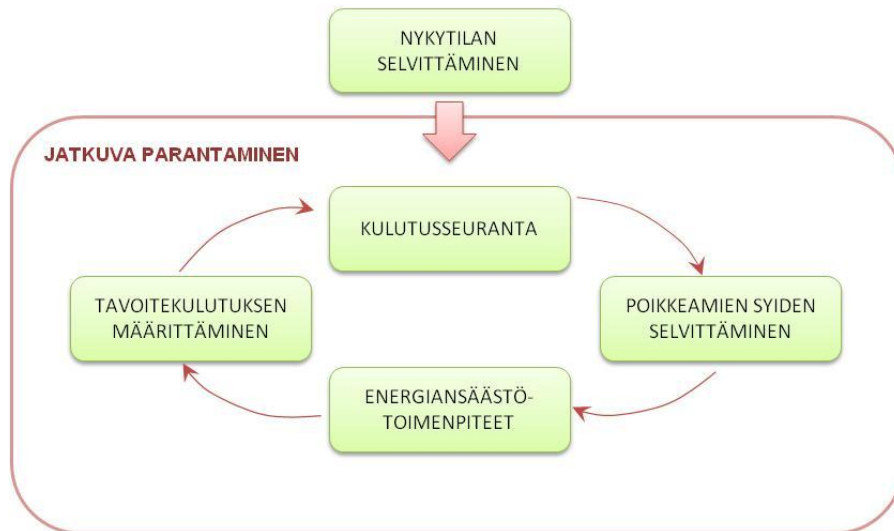 NYKYTILAN
SELVITTÄMINEN
JATKUVA PARANTAMINEN
KULUTUSSEURANTA
POIKKEAMIEN SYIDEN
SELVITTÄMINEN
ENERGIANSÄÄSTÖ-
TOIMENPITEET
TAVOITEKULUTUKSEN
MÄÄRITTÄMINEN